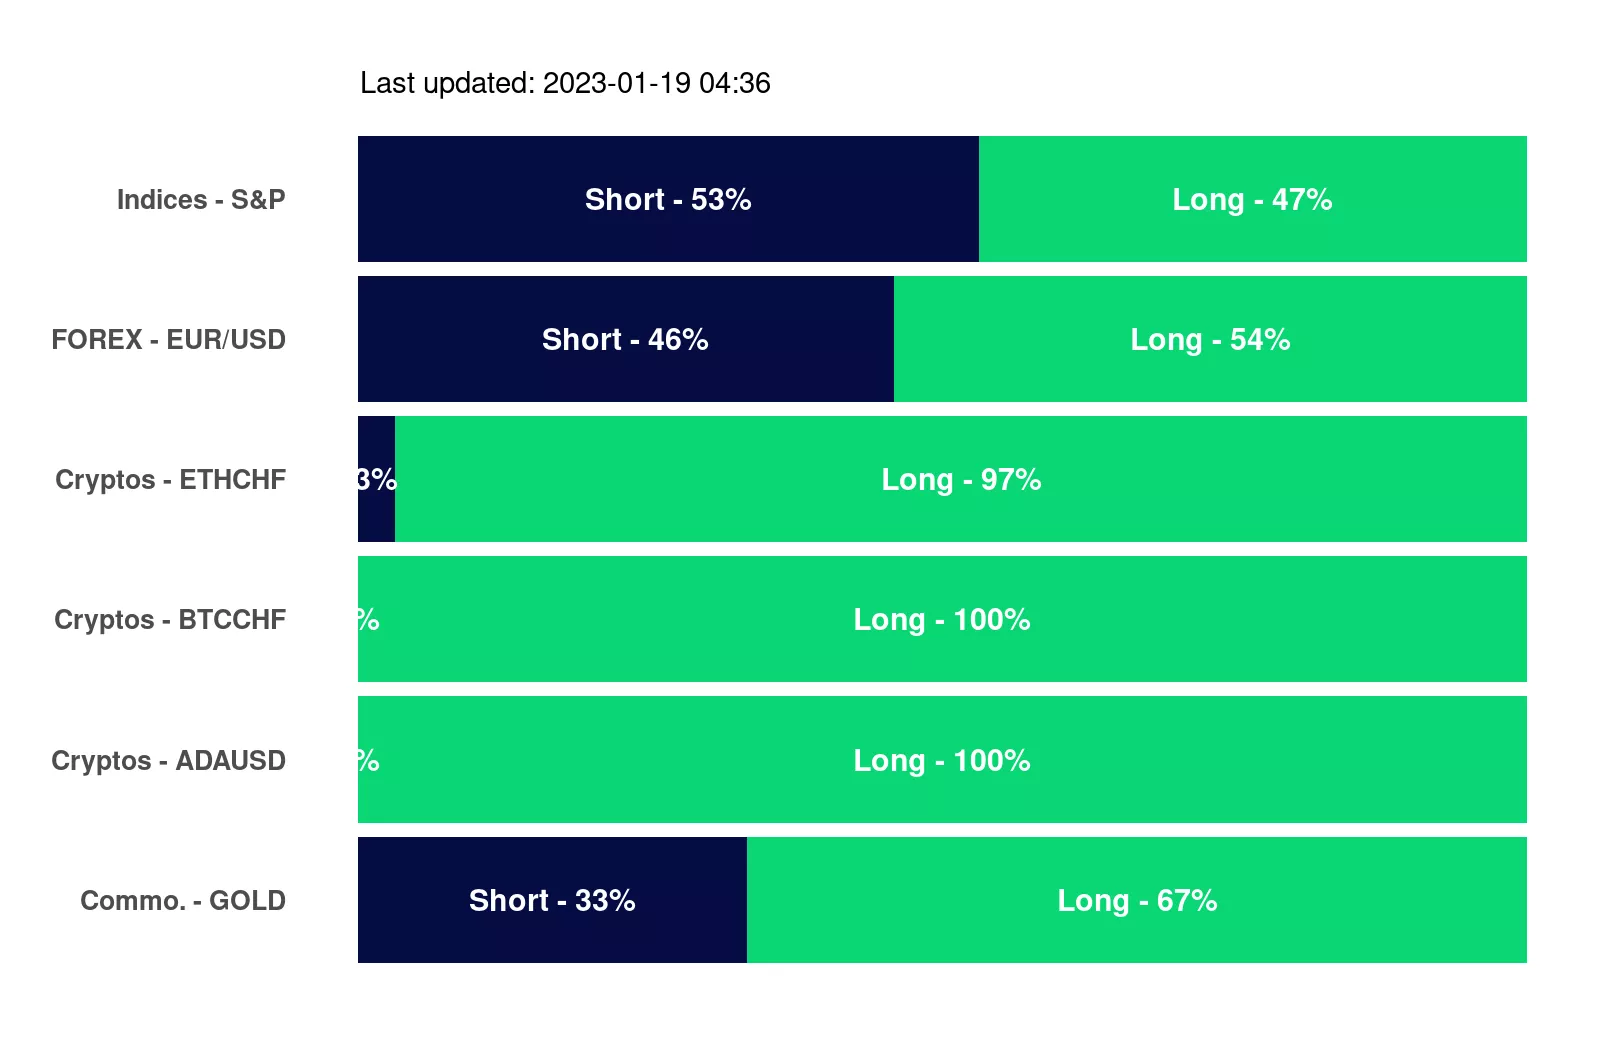 Last updated: 2023-01-19 04:36
Indices - S&P Short - 53% Long - 47%
FOREX - EUR/USD Short - 46% Long - 54%
Cryptos - ETHCHF 3% Long - 97%
Cryptos - BTCCHF % Long - 100%
Cryptos - ADAUSD % Long - 100%
Commo. - GOLD Short - 33% Long - 67%